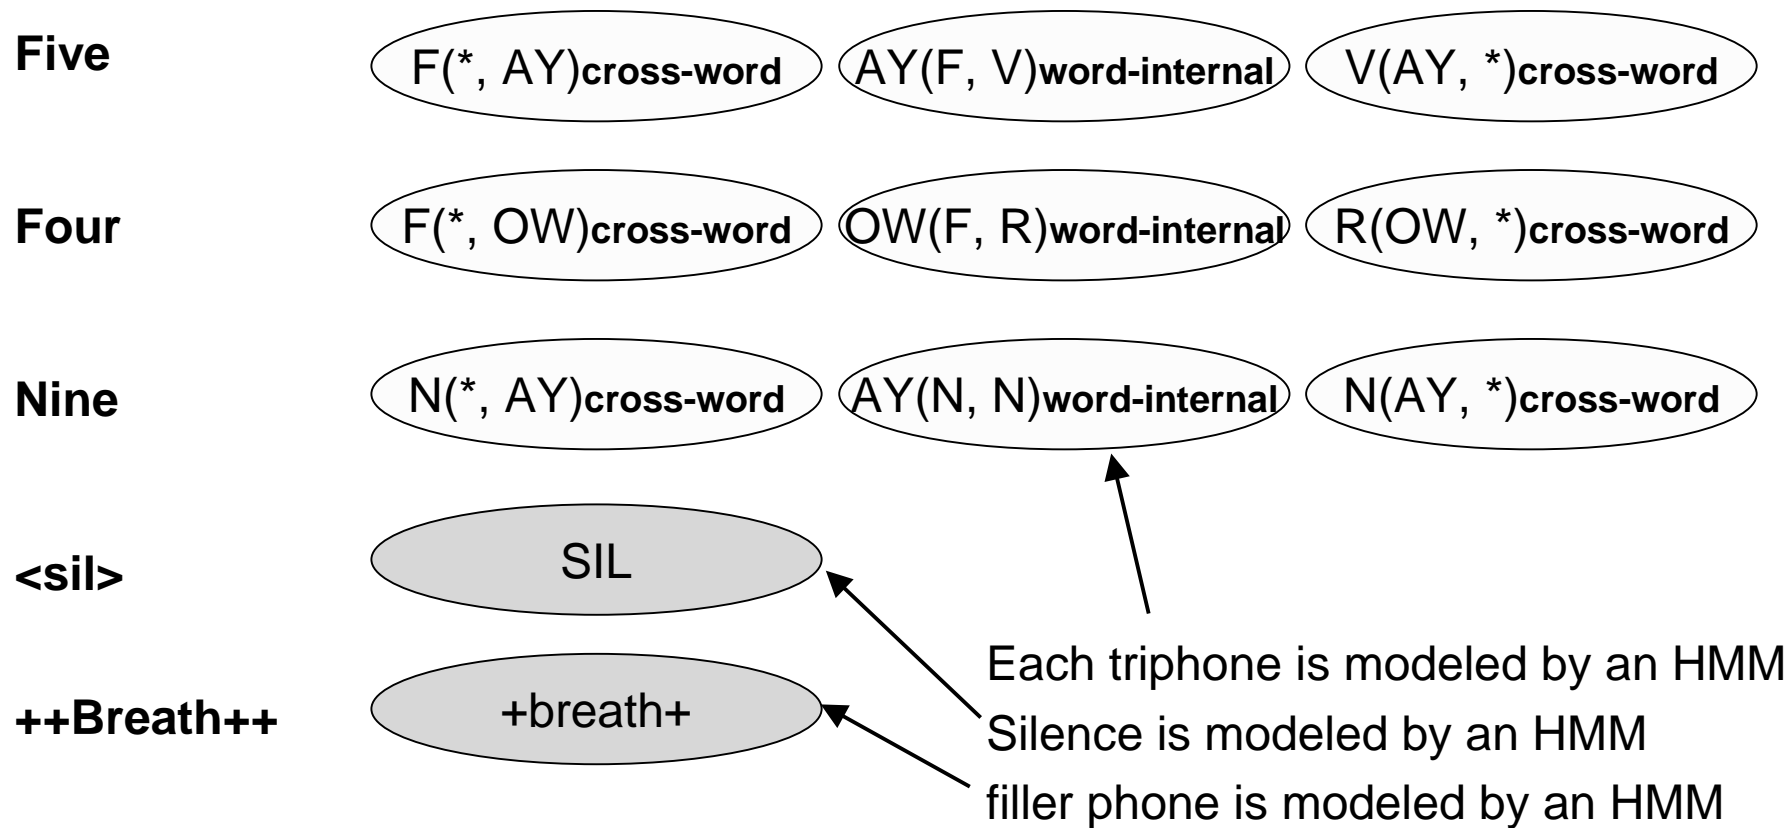 Five F(*, AY)cross-word AY(F, V)word-internal V(AY, *)cross-word
Four F(*, OW)cross-word OW(F, R)word-internal R(OW, *)cross-word
Nine N(*, AY)cross-word AY(N, N)word-internal N(AY, *)cross-word
<sil> SIL
++Breath++ +breath+
Each triphone is modeled by an HMM
Silence is modeled by an HMM
filler phone is modeled by an HMM